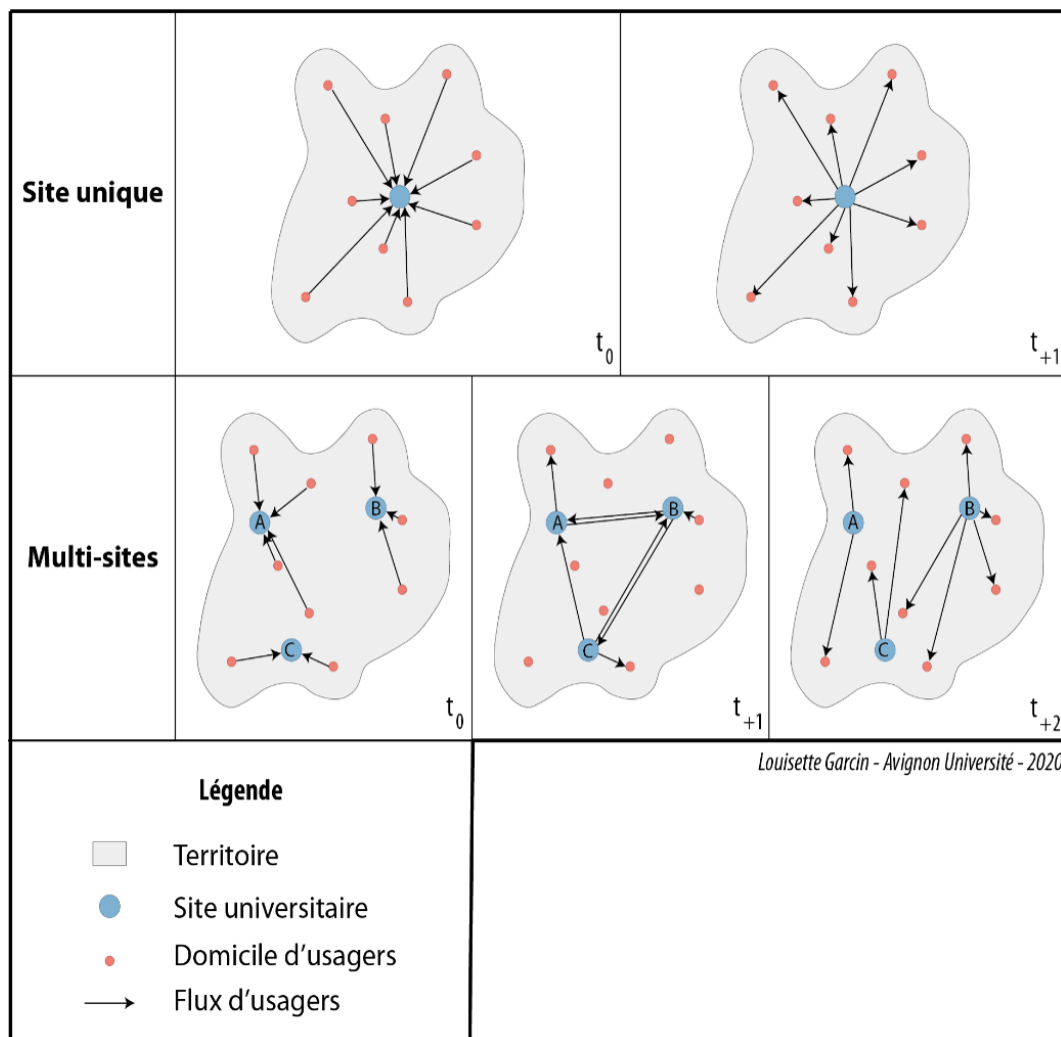 Site unique
t0
t+1
Multi-sites
A
B
C
t0
A
B
C
t+1
A
B
C
t+2
Louisette Garcin - Avignon Université - 2020
Légende
Territoire
Site universitaire
Domicile d’usagers
Flux d’usagers